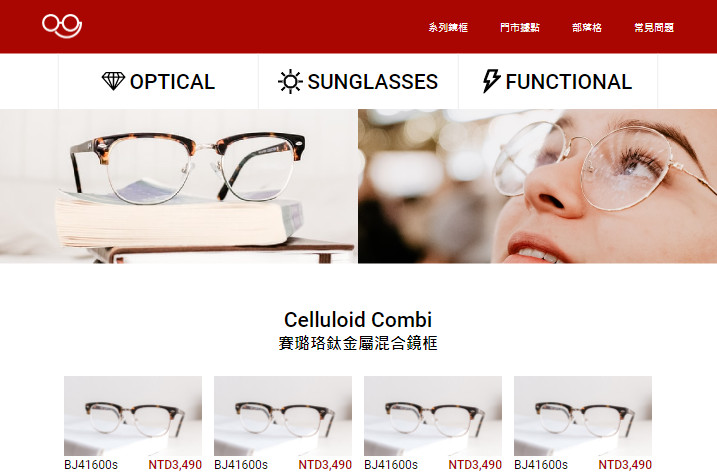 系列鏡框 門市據點 部落格 常見問題
OPTICAL SUNGLASSES FUNCTIONAL
Celluloid Combi
賽璐珞鈦金屬混合鏡框
BJ41600s NTD3,490 BJ41600s NTD3,490 BJ41600s NTD3,490 BJ41600s NTD3,490